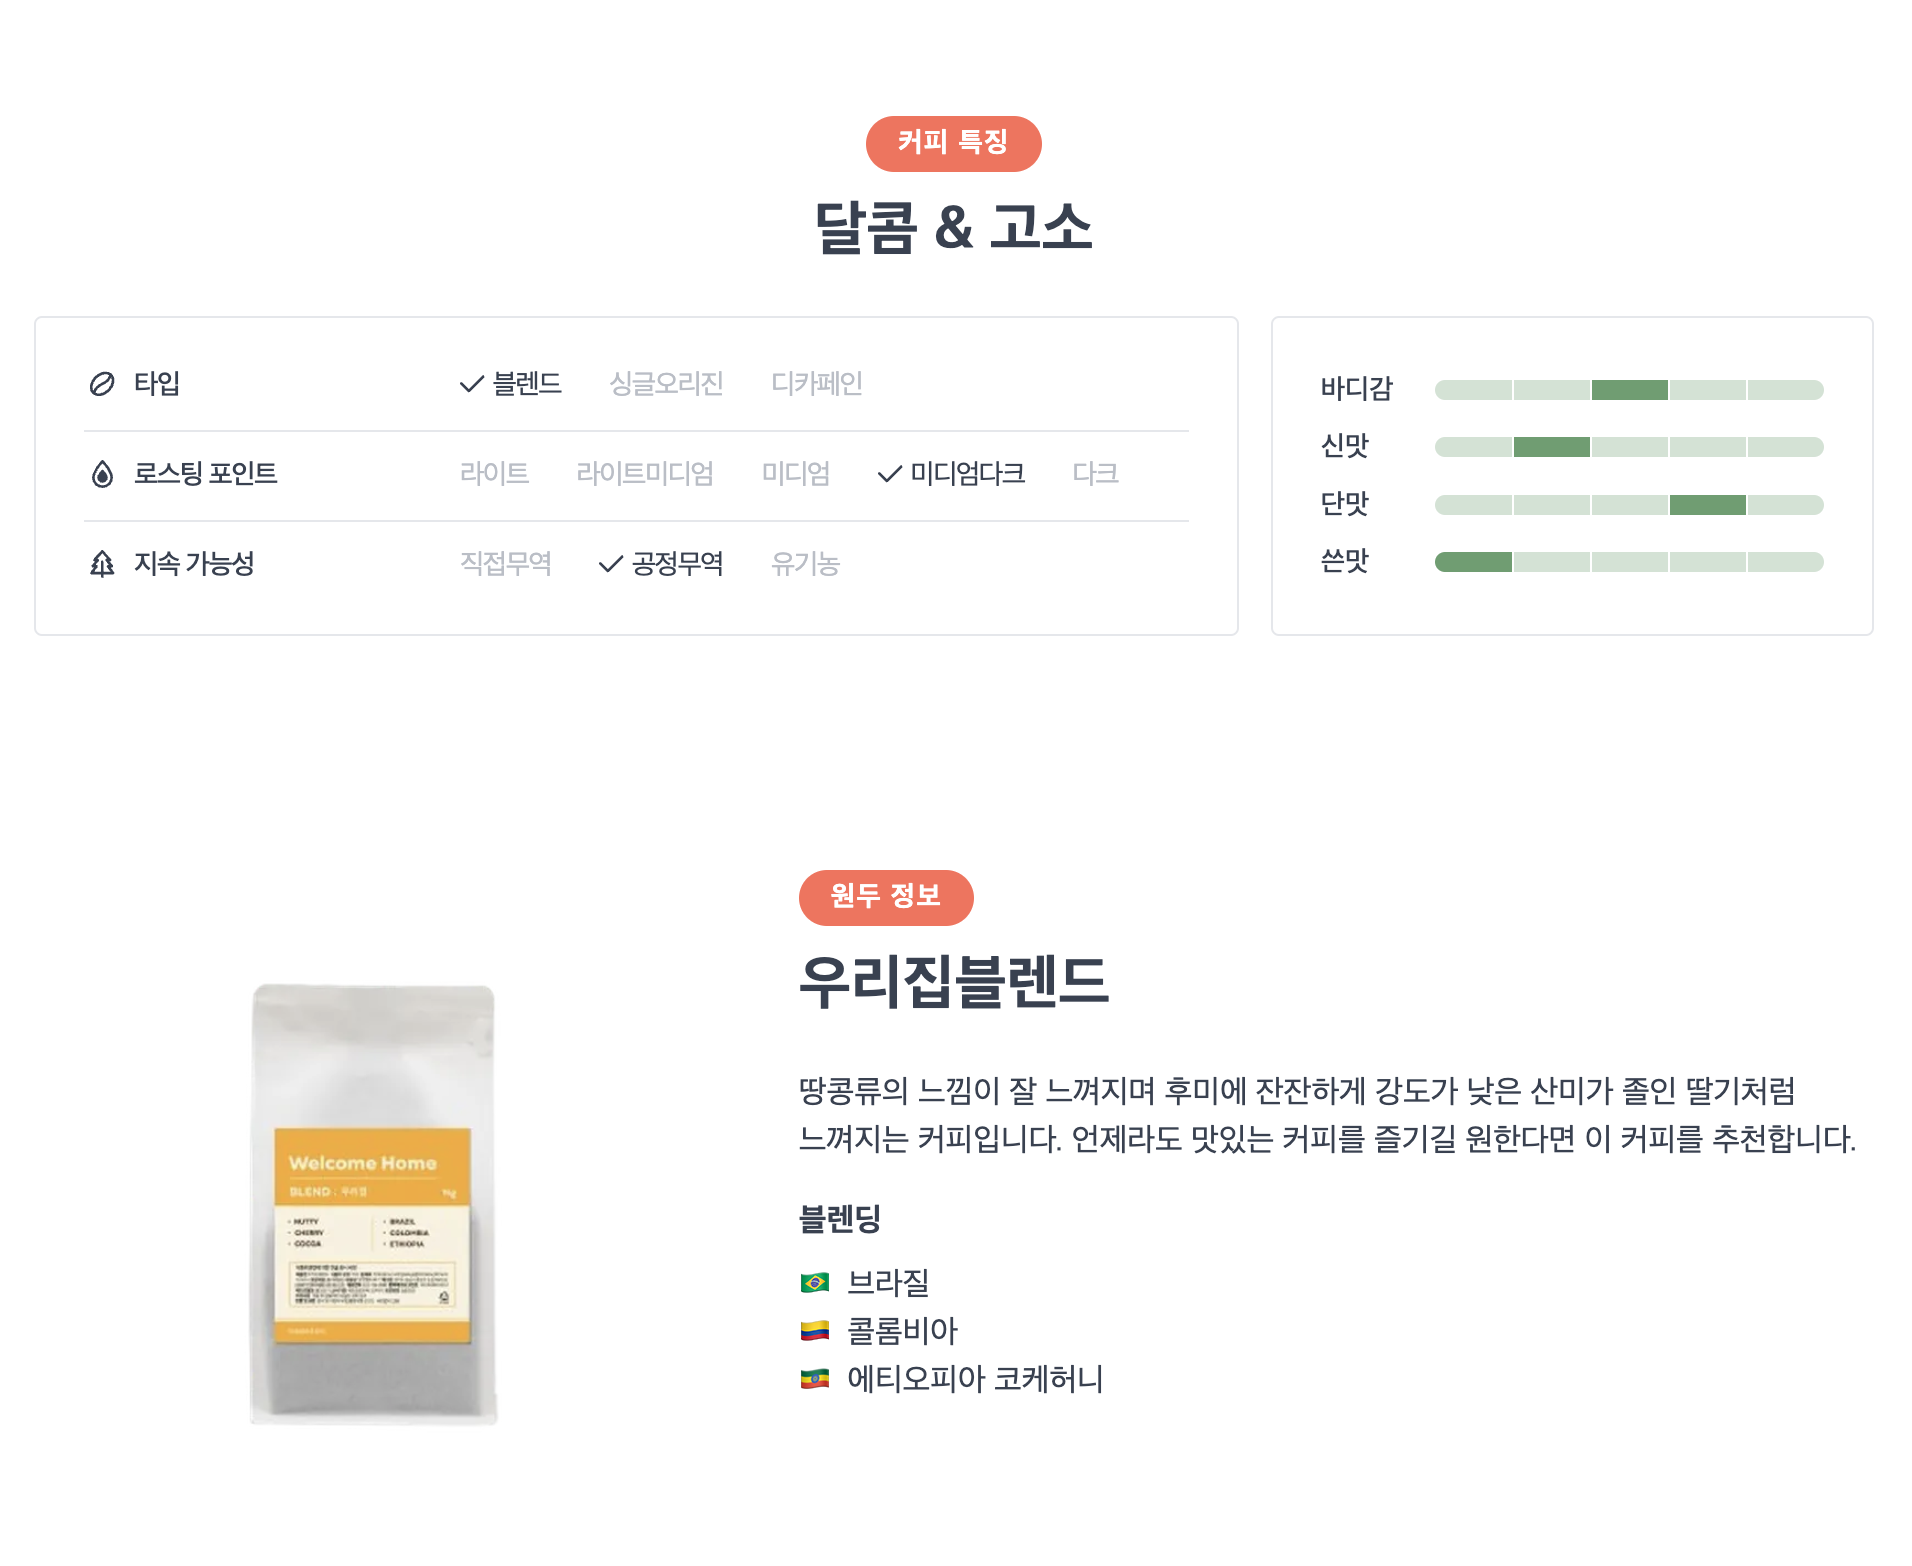 커피 특징
달콤 & 고소
타입 블렌드 싱글오리진 디카페인
로스팅 포인트 라이트 라이트미디엄 미디엄 미디엄다크 다크
지속 가능성 직접무역 공정무역 유기농
바디감
신맛
단맛
쓴맛
원두 정보
우리집블렌드
땅콩류의 느낌이 잘 느껴지며 후미에 잔잔하게 강도가 낮은 산미가 졸인 딸기처럼
느껴지는 커피입니다. 언제라도 맛있는 커피를 즐기길 원한다면 이 커피를 추천합니다.
블렌딩
브라질
콜롬비아
에티오피아 코케허니
Welcome Home
BLEND : 우리집 1kg
• NUTTY • BRAZIL
• CHERRY • COLOMBIA
• COCOA • ETHIOPIA